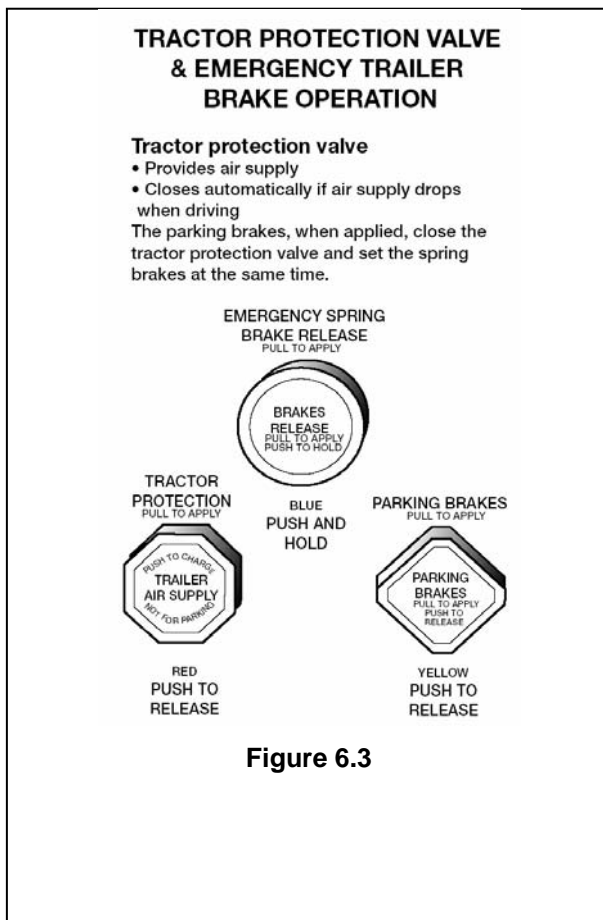 TRACTOR PROTECTION VALVE
& EMERGENCY TRAILER
BRAKE OPERATION
Tractor protection valve
• Provides air supply
• Closes automatically if air supply drops
when driving
The parking brakes, when applied, close the
tractor protection valve and set the spring
brakes at the same time.
EMERGENCY SPRING
BRAKE RELEASE
PULL TO APPLY
BRAKES
RELEASE
PULL TO APPLY
PUSH TO HOLD
BLUE
PUSH AND
HOLD
TRACTOR
PROTECTION
PULL TO APPLY
PUSH TO CHARGE
TRAILER
AIR SUPPLY
NOT FOR PARKING
RED
PUSH TO
RELEASE
PARKING BRAKES
PULL TO APPLY
PARKING
BRAKES
PULL TO APPLY
PUSH TO
RELEASE
YELLOW
PUSH TO
RELEASE
Figure 6.3